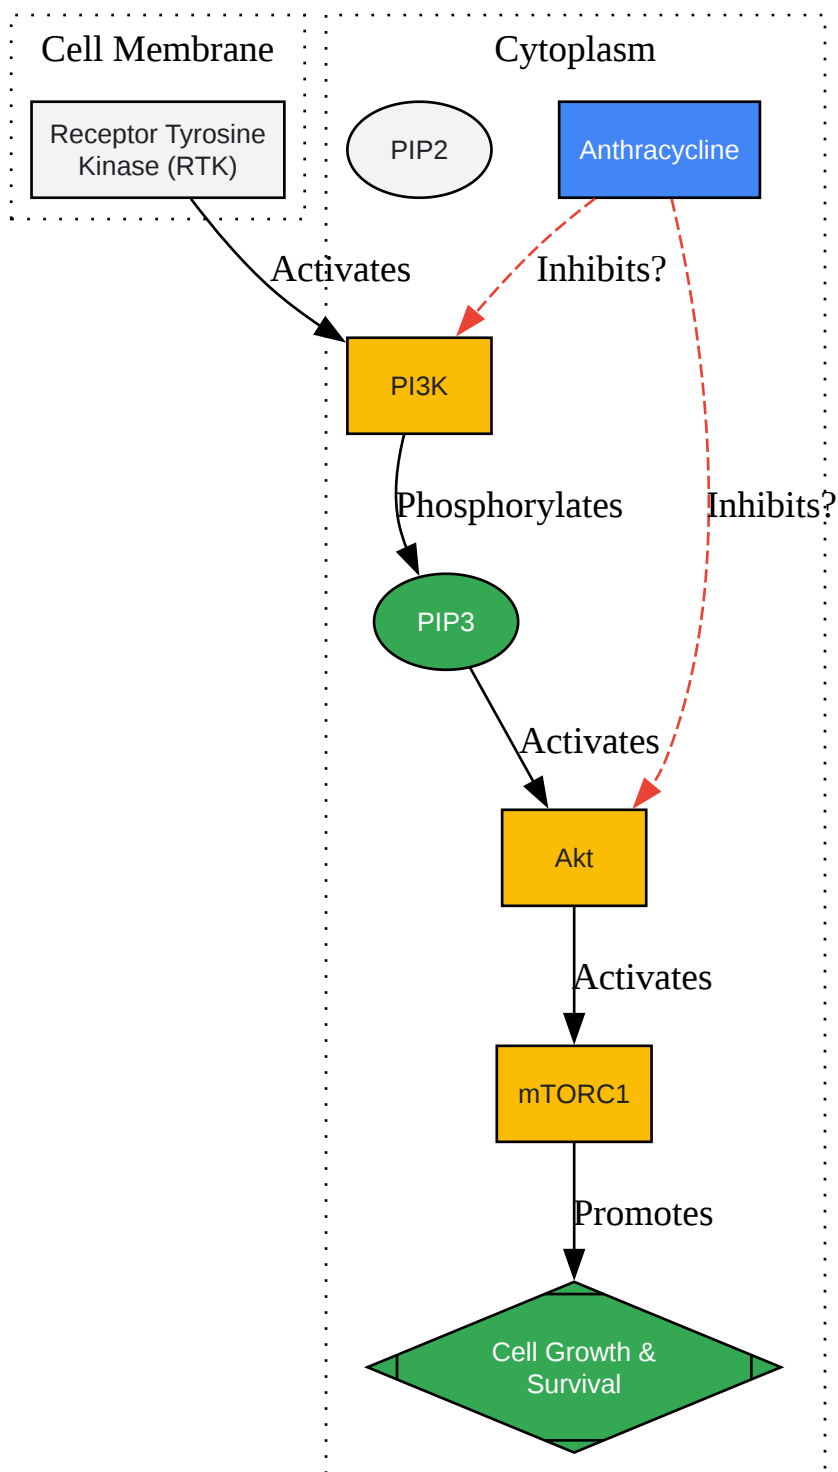 Cell Membrane
Cytoplasm
Receptor Tyrosine
Kinase (RTK)
PIP2
Anthracycline
Activates
Inhibits?
PI3K
Phosphorylates
Inhibits?
PIP3
Activates
Akt
Activates
mTORC1
Promotes
Cell Growth &
Survival